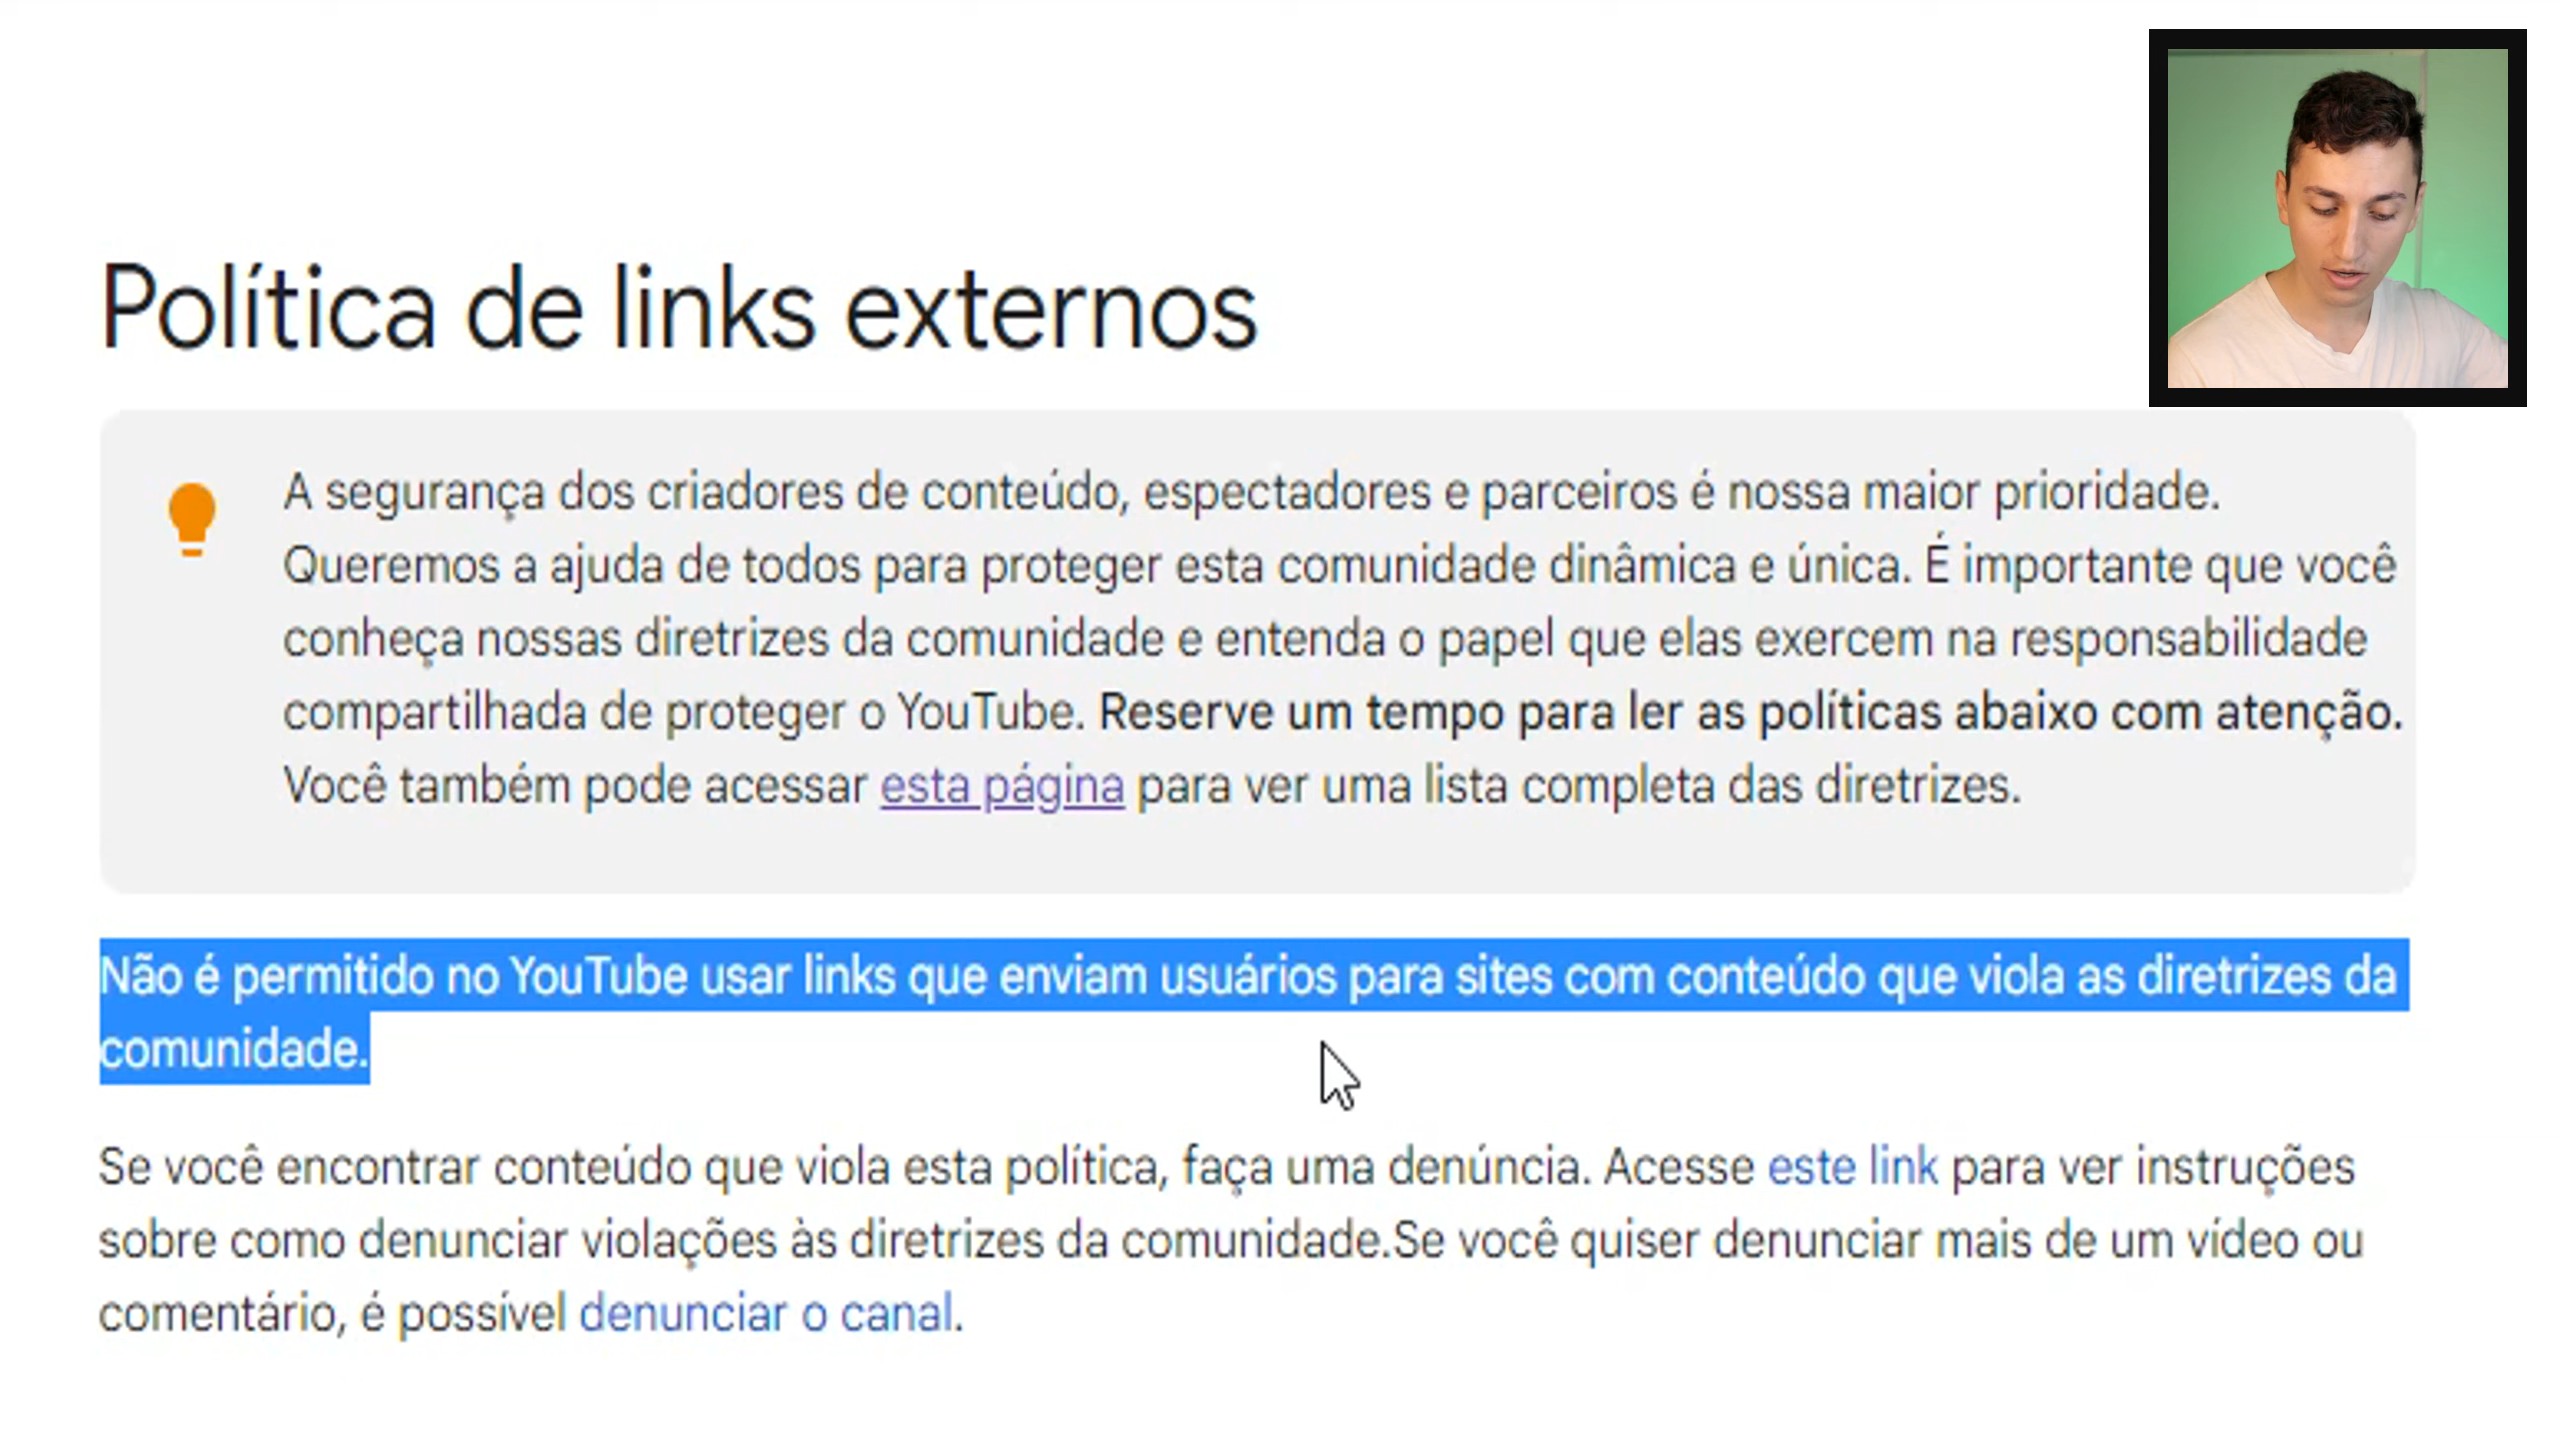 Política de links externos
A segurança dos criadores de conteúdo, espectadores e parceiros é nossa maior prioridade.
Queremos a ajuda de todos para proteger esta comunidade dinâmica e única. É importante que você
conheça nossas diretrizes da comunidade e entenda o papel que elas exercem na responsabilidade
compartilhada de proteger o YouTube. Reserve um tempo para ler as políticas abaixo com atenção.
Você também pode acessar esta página para ver uma lista completa das diretrizes.
Não é permitido no YouTube usar links que enviam usuários para sites com conteúdo que viola as diretrizes da
comunidade.
Se você encontrar conteúdo que viola esta política, faça uma denúncia. Acesse este link para ver instruções
sobre como denunciar violações às diretrizes da comunidade.Se você quiser denunciar mais de um vídeo ou
comentário, é possível denunciar o canal.